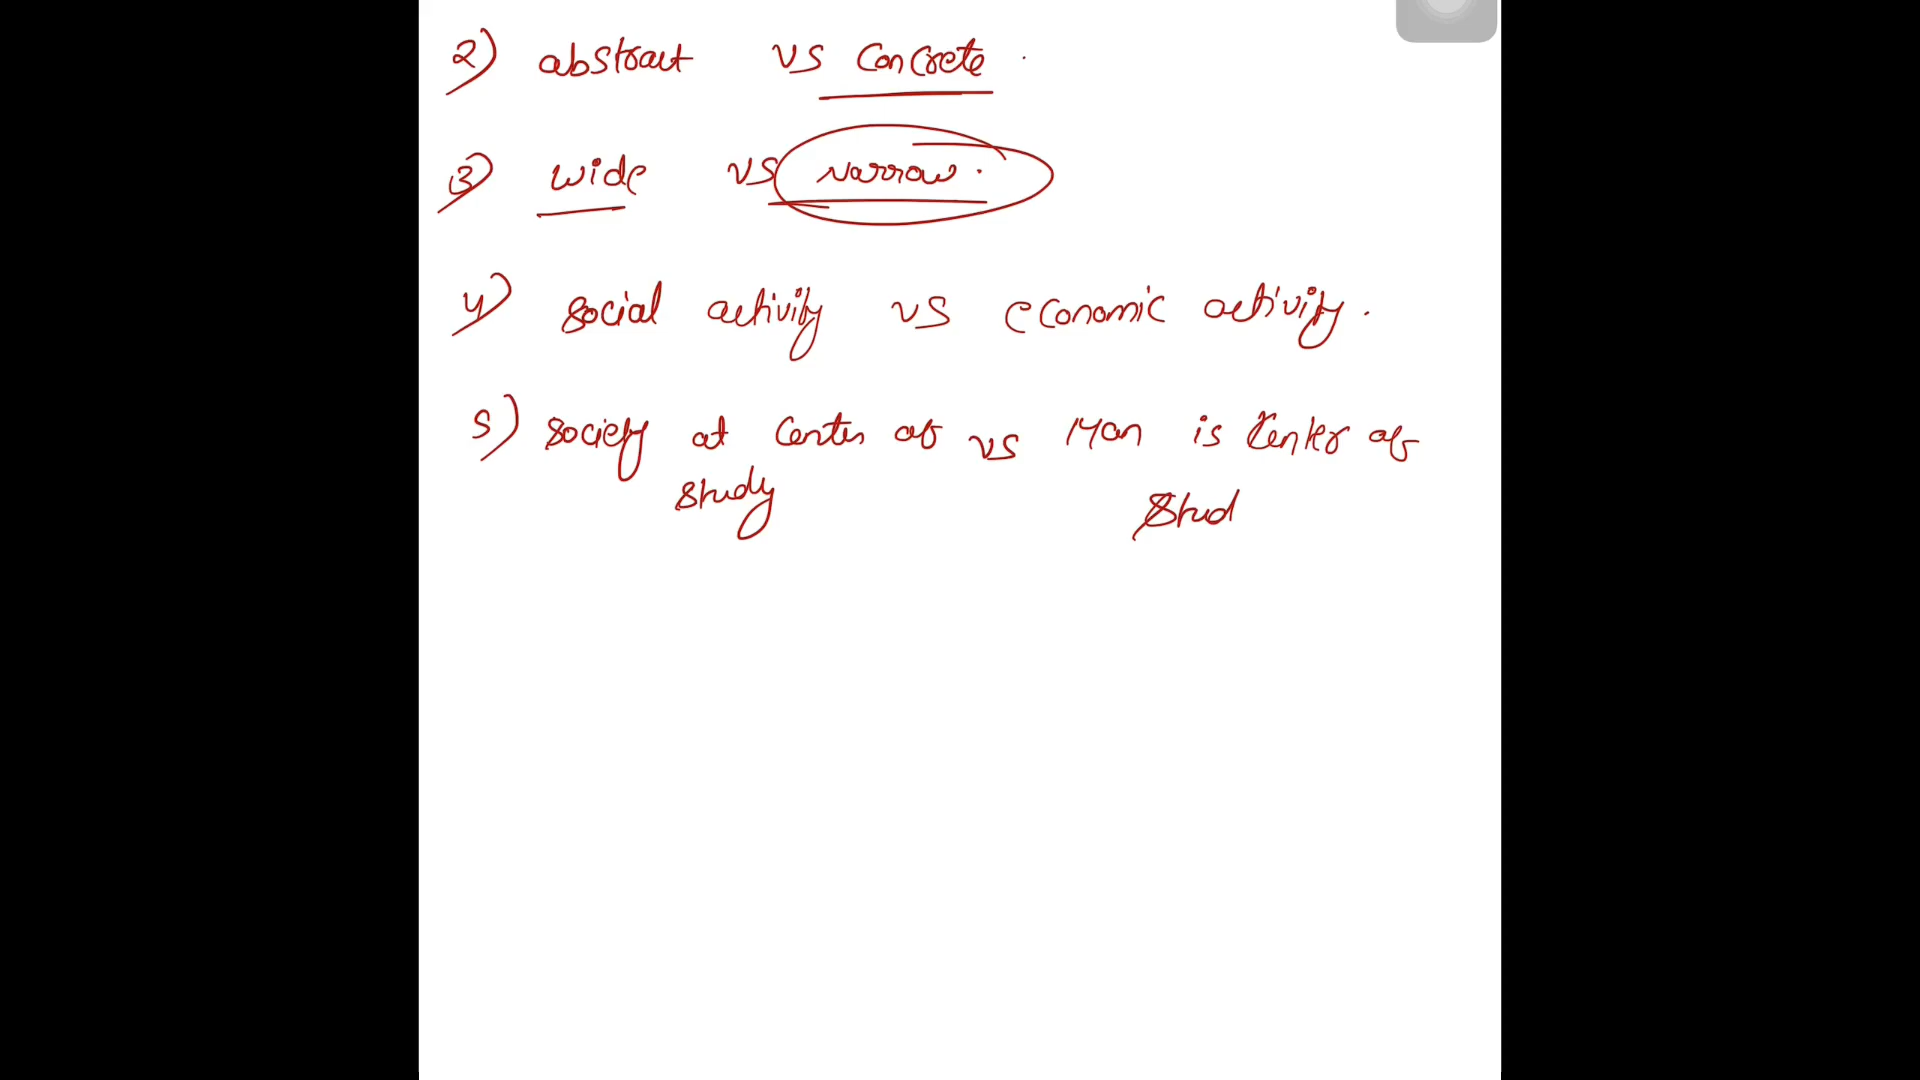 2) abstract vs Concrete .
3) wide vs Narrow .
4) Social activity vs economic activity .
5) Society at Center of vs Man is Center of
Study Stud